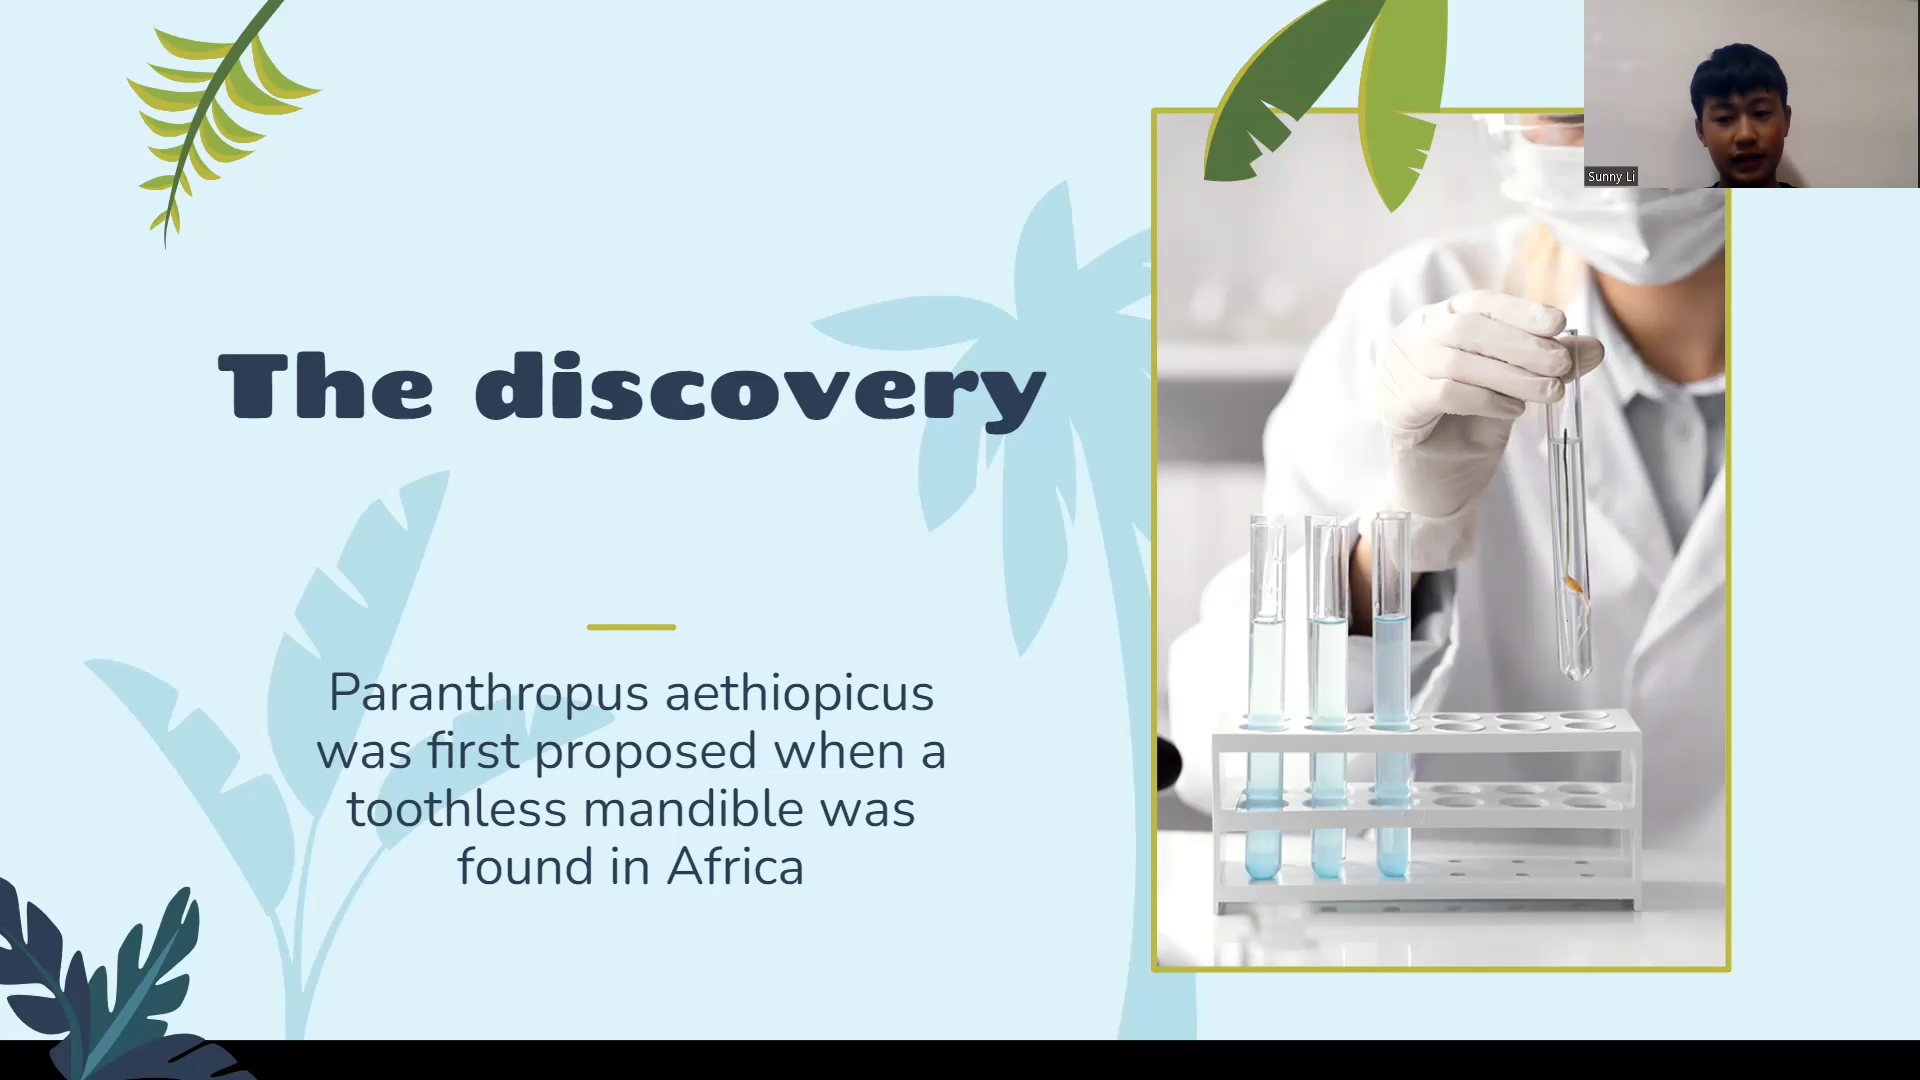 Sunny Li
The discovery
Paranthropus aethiopicus
was first proposed when a
toothless mandible was
found in Africa